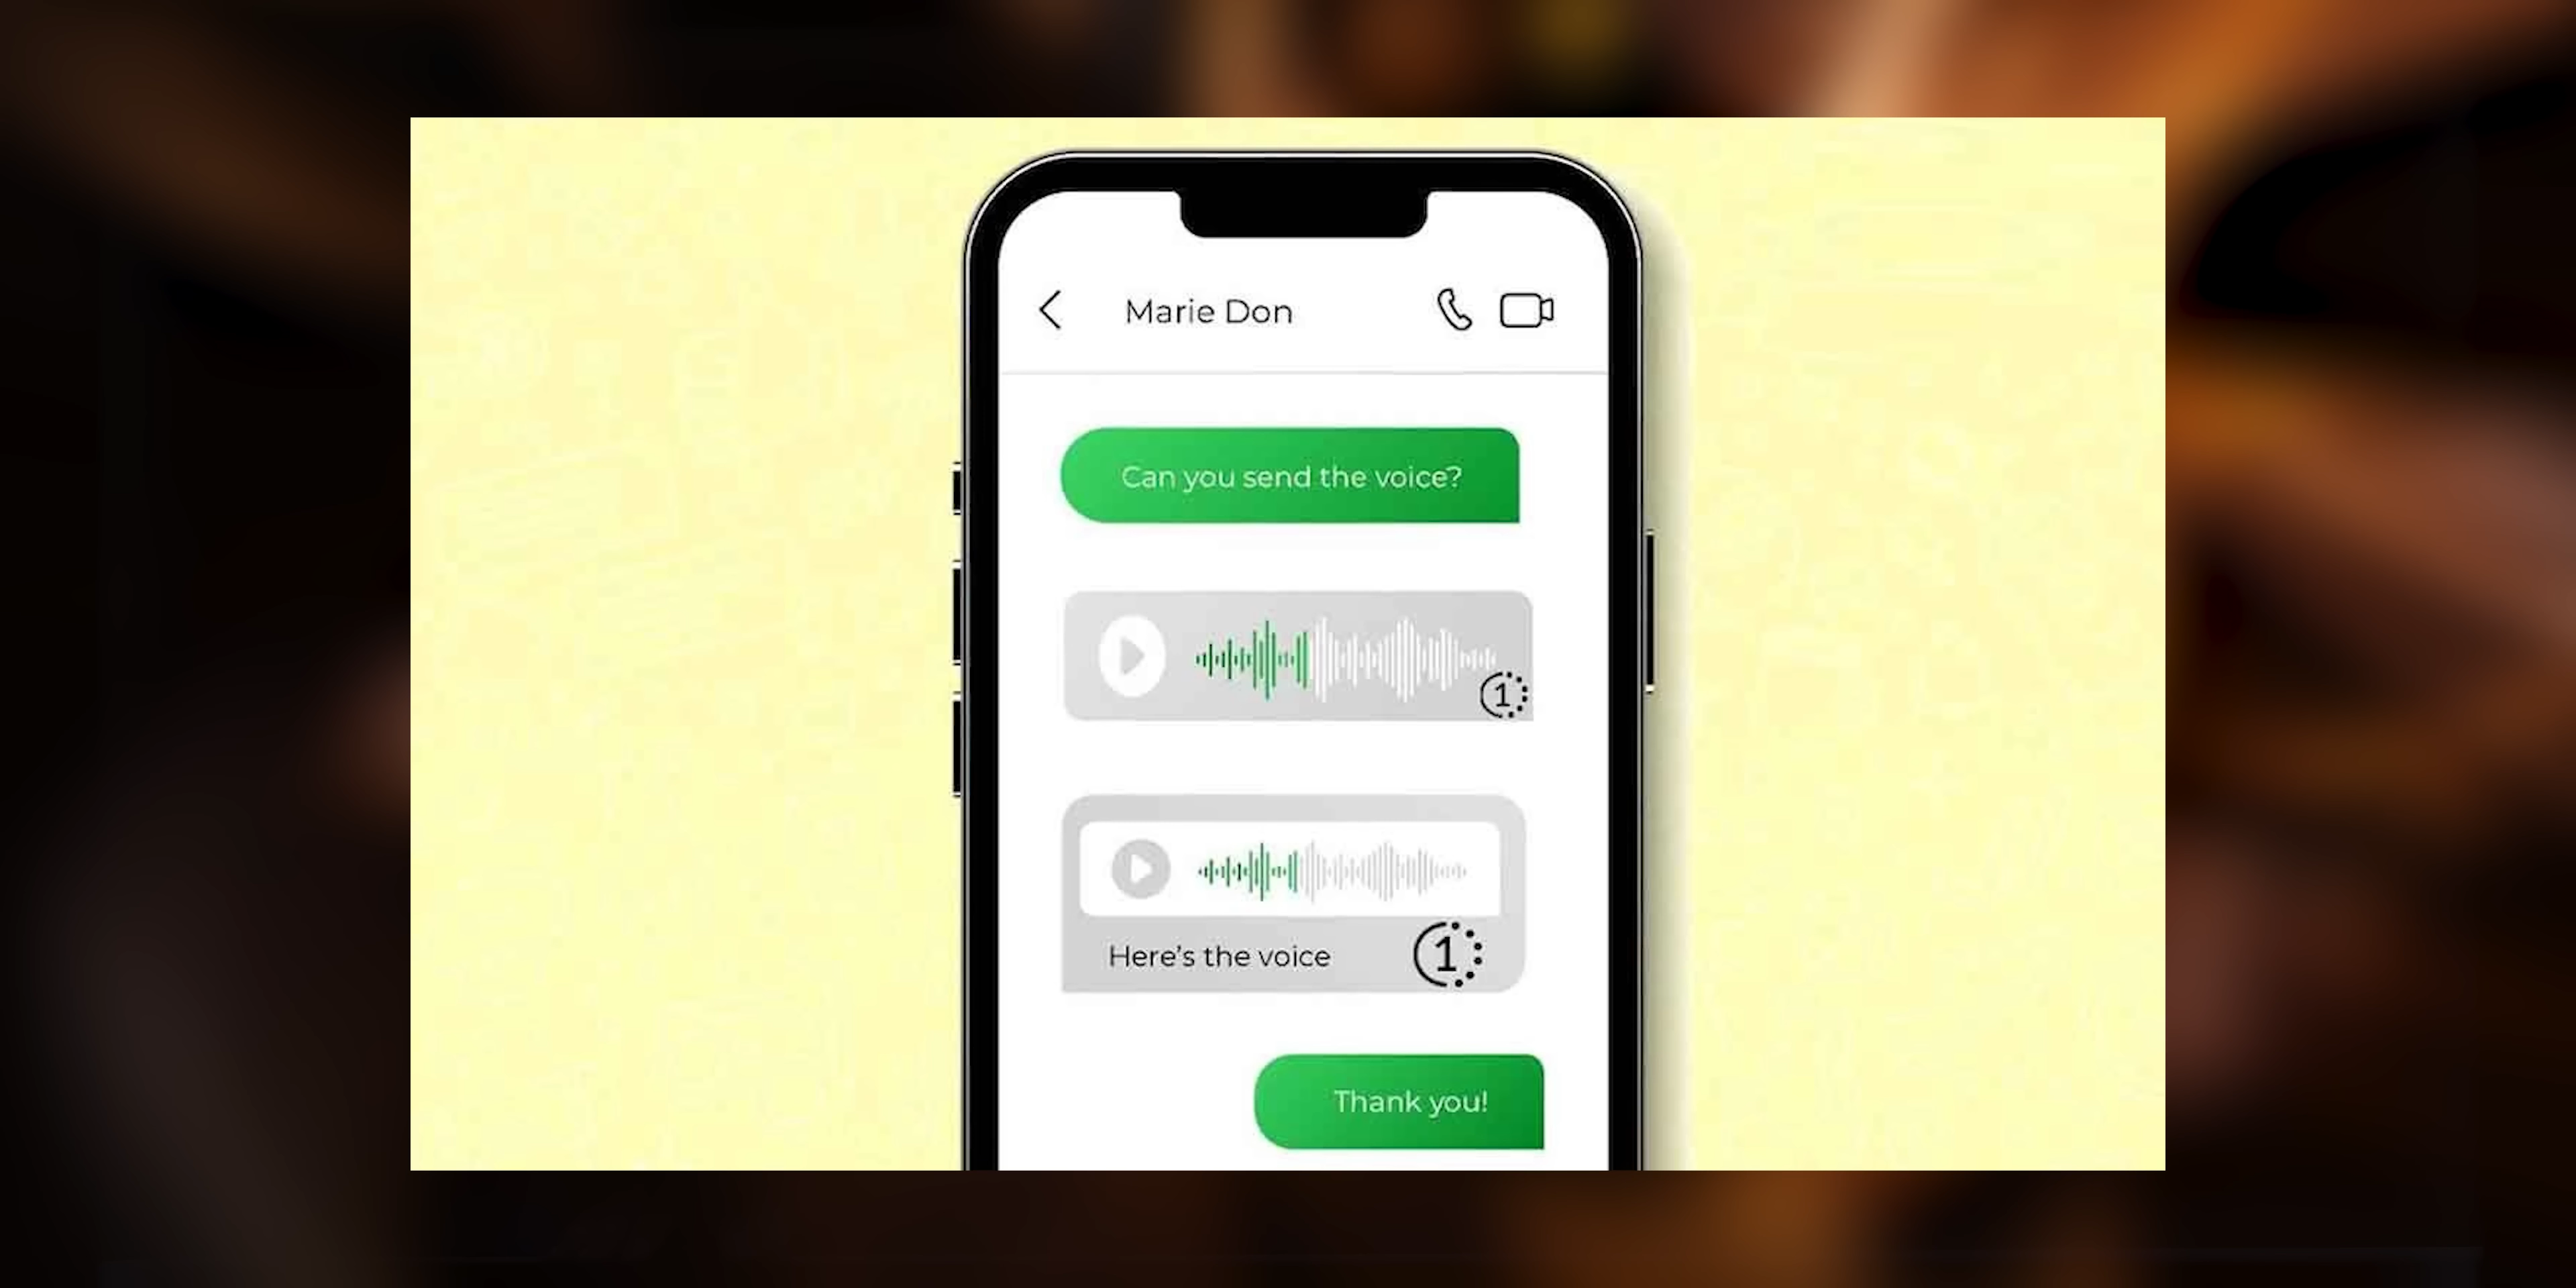 Marie Don
Can you send the voice?
1
Here's the voice
1
Thank you!